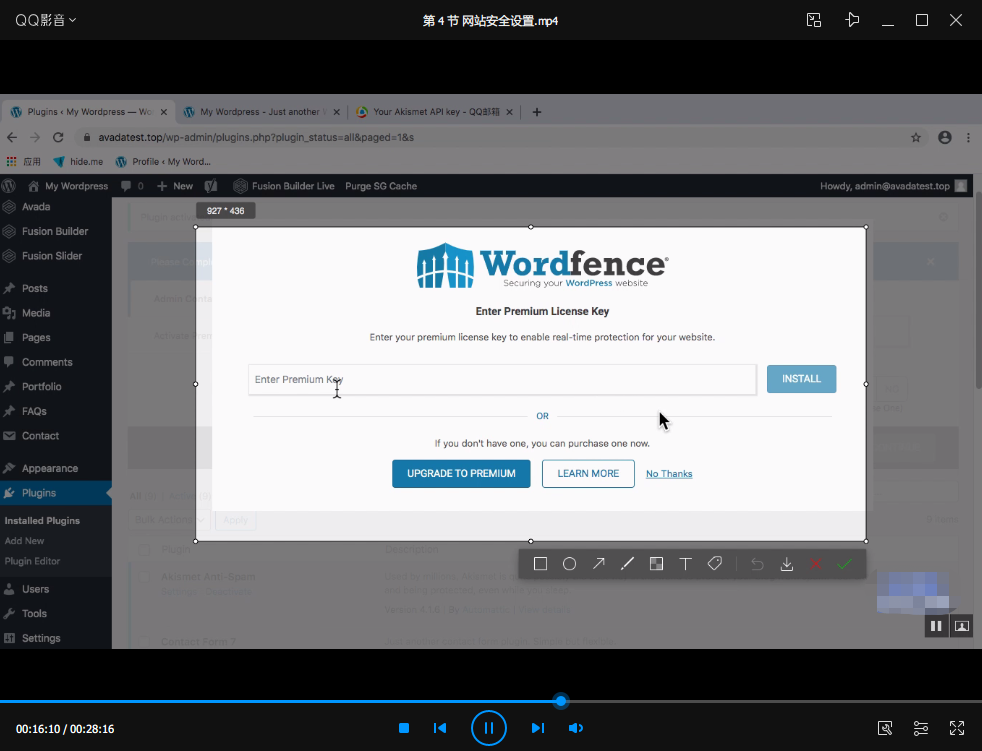 QQ影音
第 4 节 网站安全设置.mp4
Plugins ‹ My Wordpress — Wo
My Wordpress - Just another
Your Akismet API key - QQ邮箱
avadatest.top/wp-admin/plugins.php?plugin_status=all&paged=1&s
应用
hide.me
Profile ‹ My Word...
My Wordpress
0
New
Fusion Builder Live
Purge SG Cache
Howdy, admin@avadatest.top
Avada
Fusion Builder
Fusion Slider
Posts
Media
Pages
Comments
Portfolio
FAQs
Contact
Appearance
Plugins
Installed Plugins
Add New
Plugin Editor
Users
Tools
Settings
927 * 436
Wordfence®
Securing your WordPress website
Enter Premium License Key
Enter your premium license key to enable real-time protection for your website.
Enter Premium Key
INSTALL
OR
If you don't have one, you can purchase one now.
UPGRADE TO PREMIUM
LEARN MORE
No Thanks
Bulk Actions
Apply
Plugin
Description
Akismet Anti-Spam
Contact Form 7
00:16:10 / 00:28:16